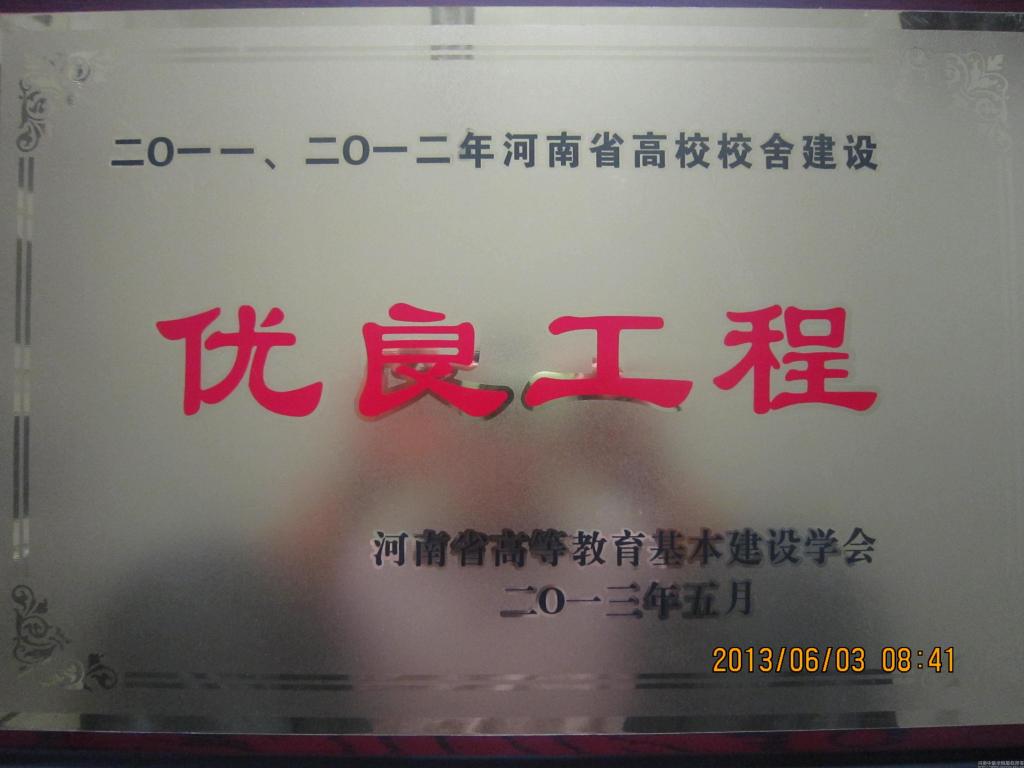 二〇一一、二〇一二年河南省高校校舍建设
优良工程
河南省高等教育基本建设学会
二〇一三年五月
2013/06/03 08:41